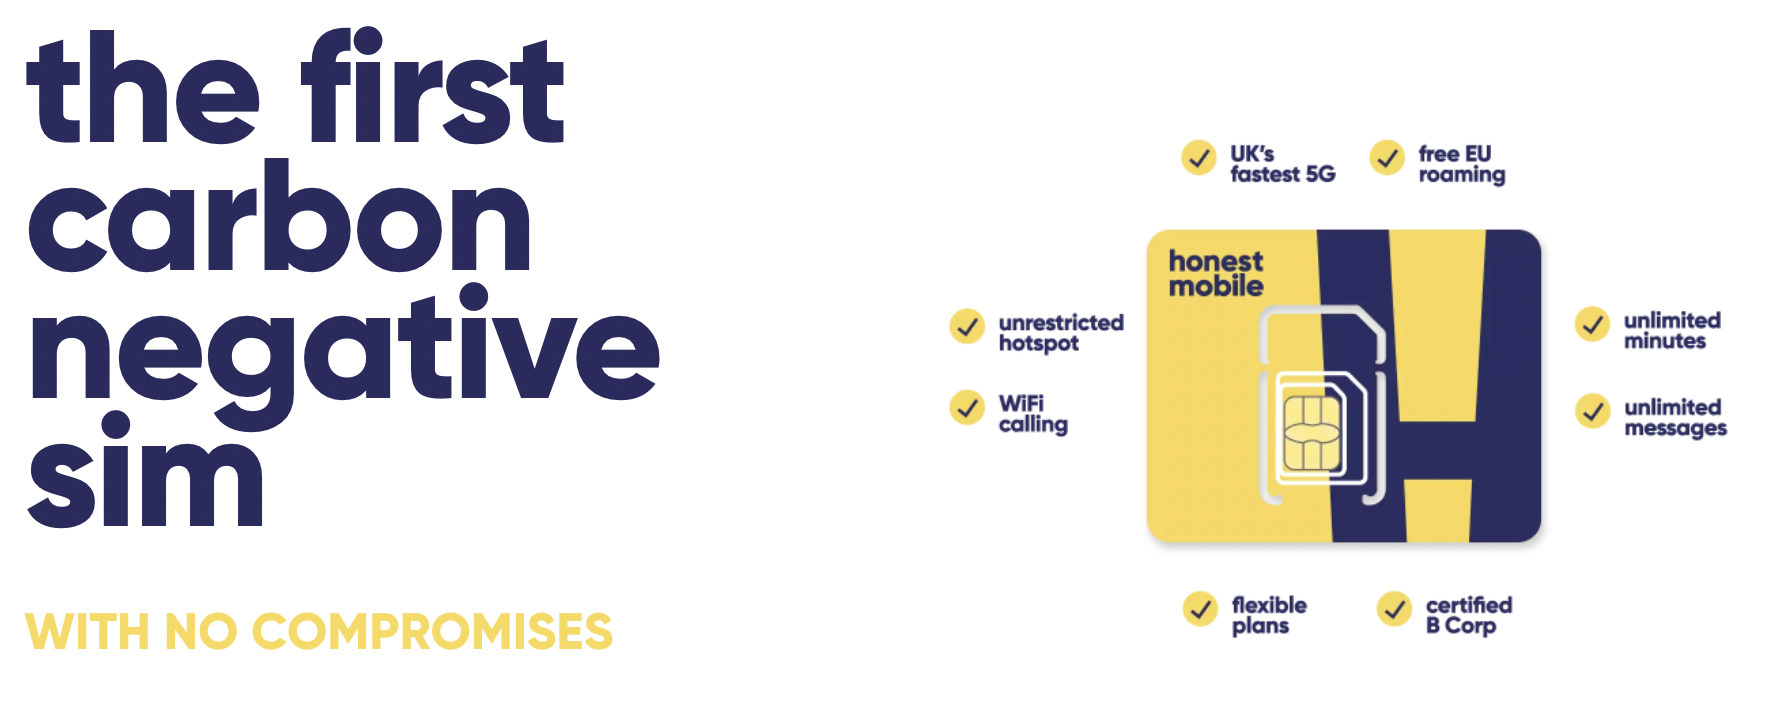 the first
carbon
negative
sim
WITH NO COMPROMISES
UK's
fastest 5G
free EU
roaming
honest
mobile
unrestricted
hotspot
WiFi
calling
unlimited
minutes
unlimited
messages
flexible
plans
certified
B Corp